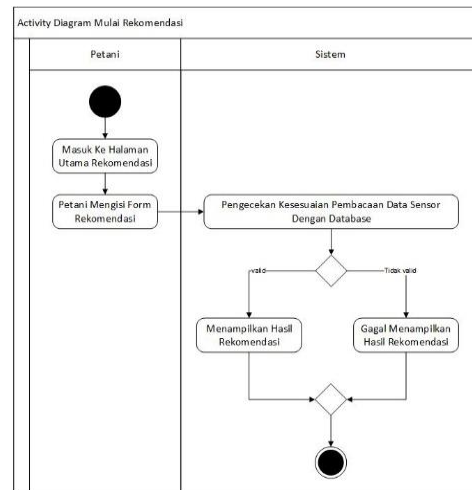 Activity Diagram Mulai Rekomendasi
Petani
Sistem
Masuk Ke Halaman
Utama Rekomendasi
Petani Mengisi Form
Rekomendasi
Pengecekan Kesesuaian Pembacaan Data Sensor
Dengan Database
valid
Tidak valid
Menampilkan Hasil
Rekomendasi
Gagal Menampilkan
Hasil Rekomendasi